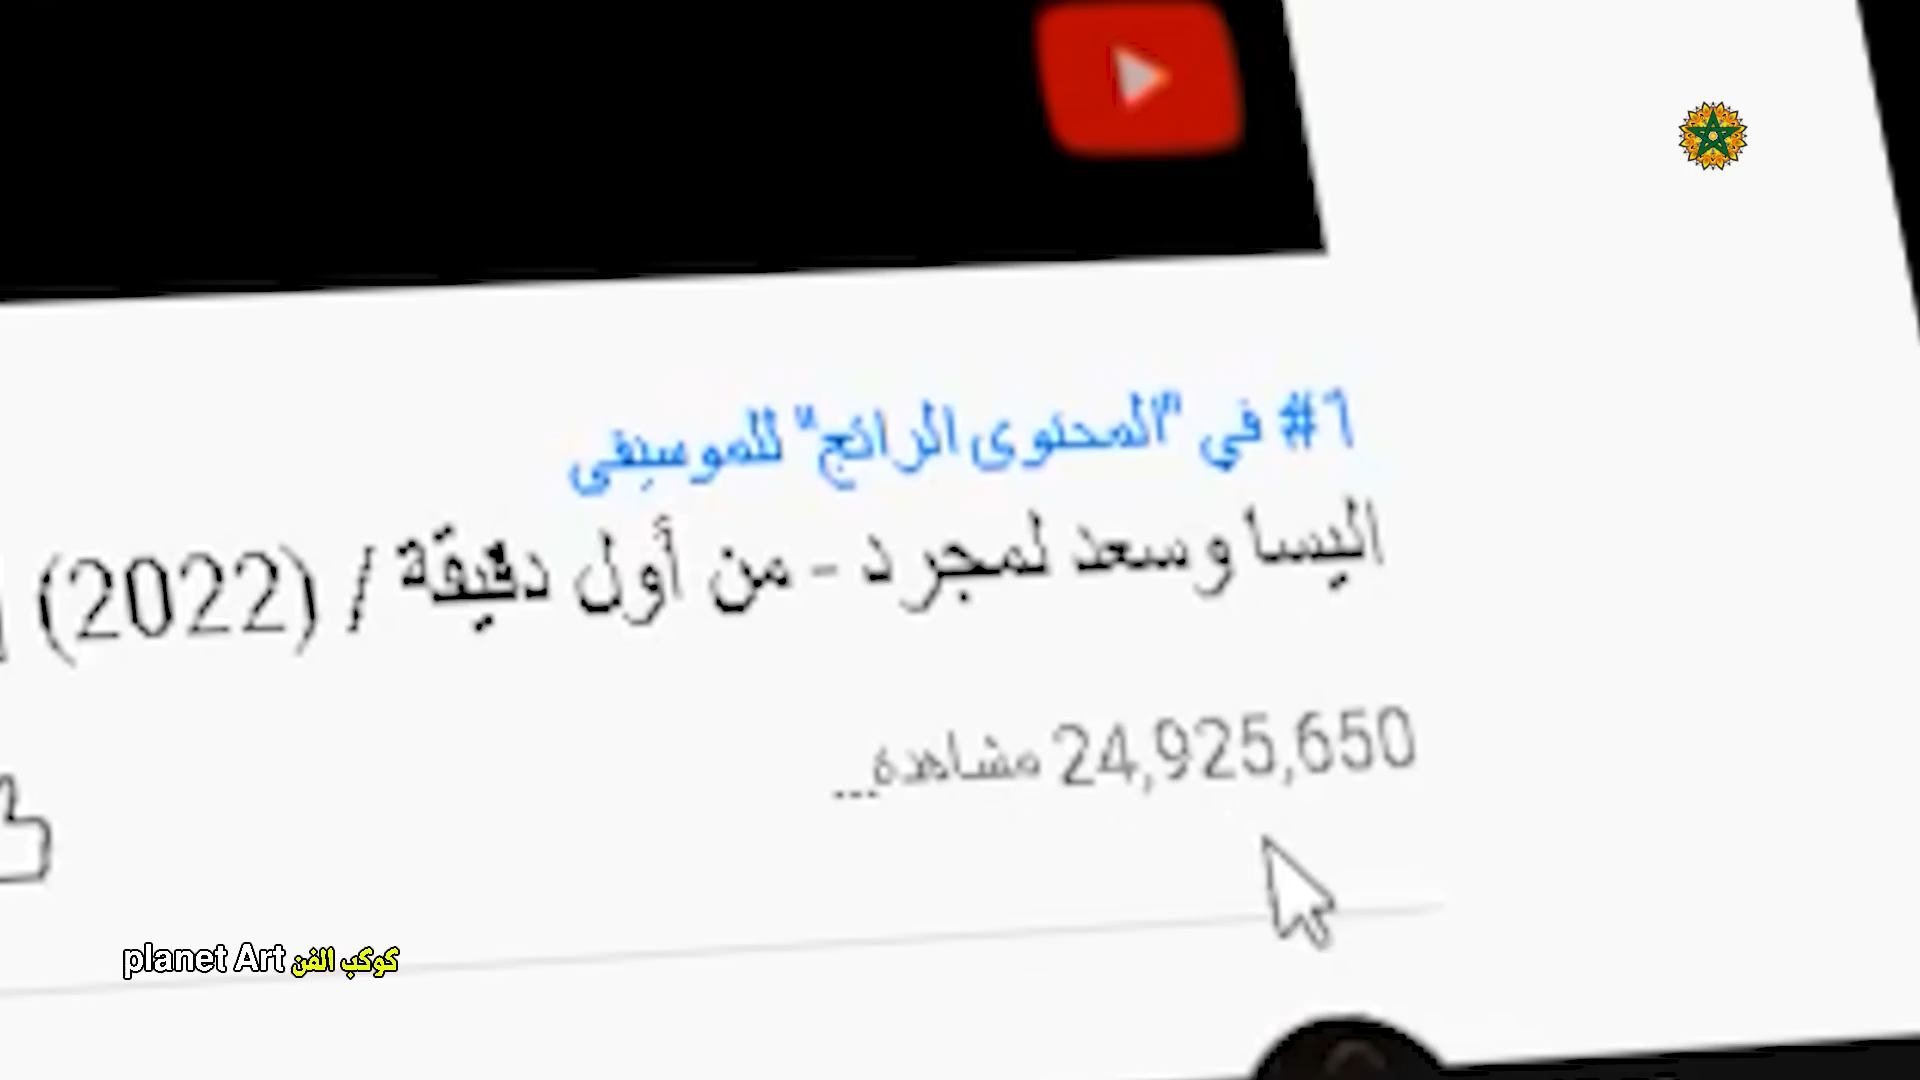 #٦ في "المحتوى الرائج" للموسيقى
اليسا وسعد لمجرد - من أول دقيقة / (2022)
24,925,650 مشاهدة...
planet Art كوكب الفن